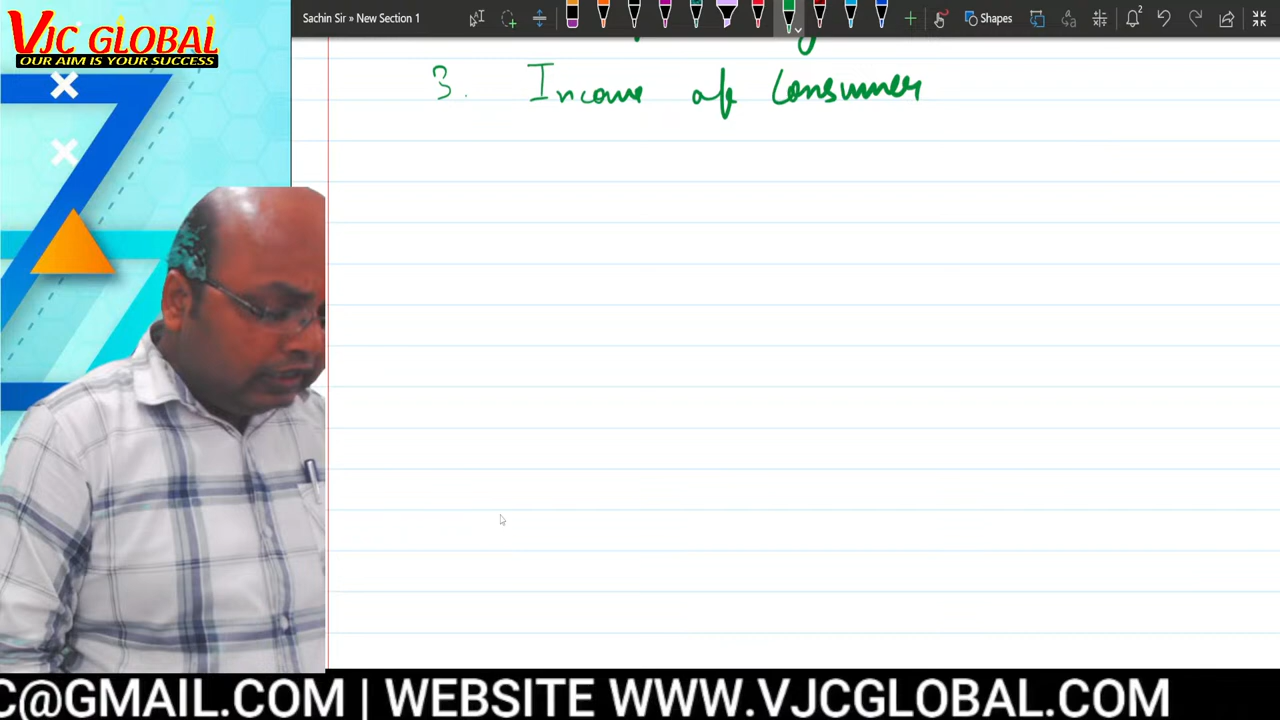 VJC GLOBAL
OUR AIM IS YOUR SUCCESS
Sachin Sir » New Section 1
Shapes
2
3. Income of Consumer
C@GMAIL.COM | WEBSITE WWW.VJCGLOBAL.COM